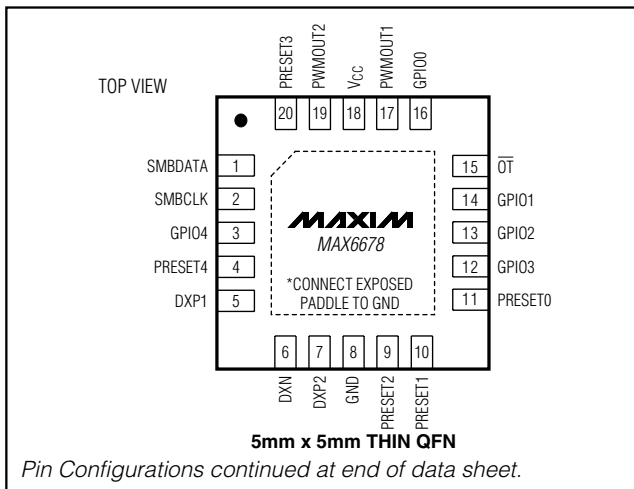 TOP VIEW
PRESET3
PWMOUT2
VCC
PWMOUT1
GPIO0
20
19
18
17
16
SMBDATA 1
SMBCLK 2
GPIO4 3
PRESET4 4
DXP1 5
MAXIM
MAX6678
*CONNECT EXPOSED
PADDLE TO GND
15 OT
14 GPIO1
13 GPIO2
12 GPIO3
11 PRESET0
6
7
8
9
10
DXN
DXP2
GND
PRESET2
PRESET1
5mm x 5mm THIN QFN
Pin Configurations continued at end of data sheet.